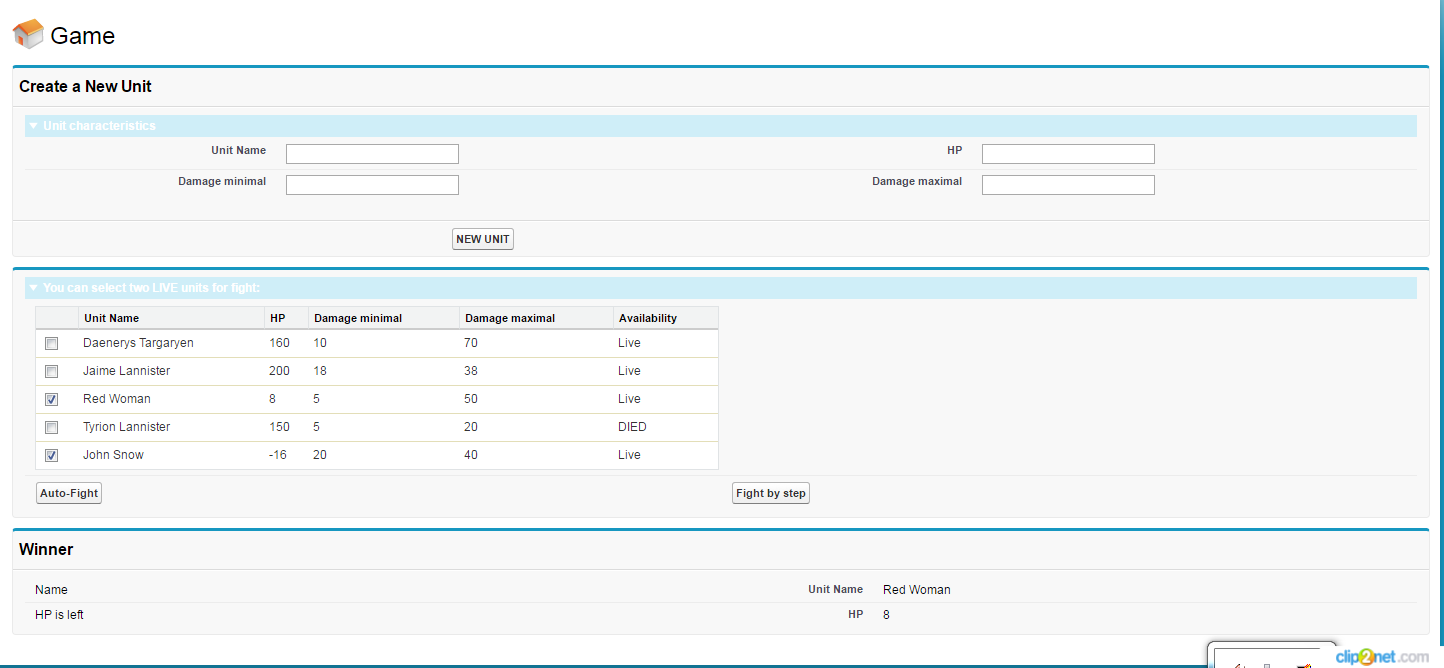 Game
Create a New Unit
Unit characteristics
Unit Name HP
Damage minimal Damage maximal
NEW UNIT
You can select two LIVE units for fight:
Unit Name HP Damage minimal Damage maximal Availability
Daenerys Targaryen 160 10 70 Live
Jaime Lannister 200 18 38 Live
Red Woman 8 5 50 Live
Tyrion Lannister 150 5 20 DIED
John Snow -16 20 40 Live
Auto-Fight Fight by step
Winner
Name Unit Name Red Woman
HP is left HP 8
clip2net.com